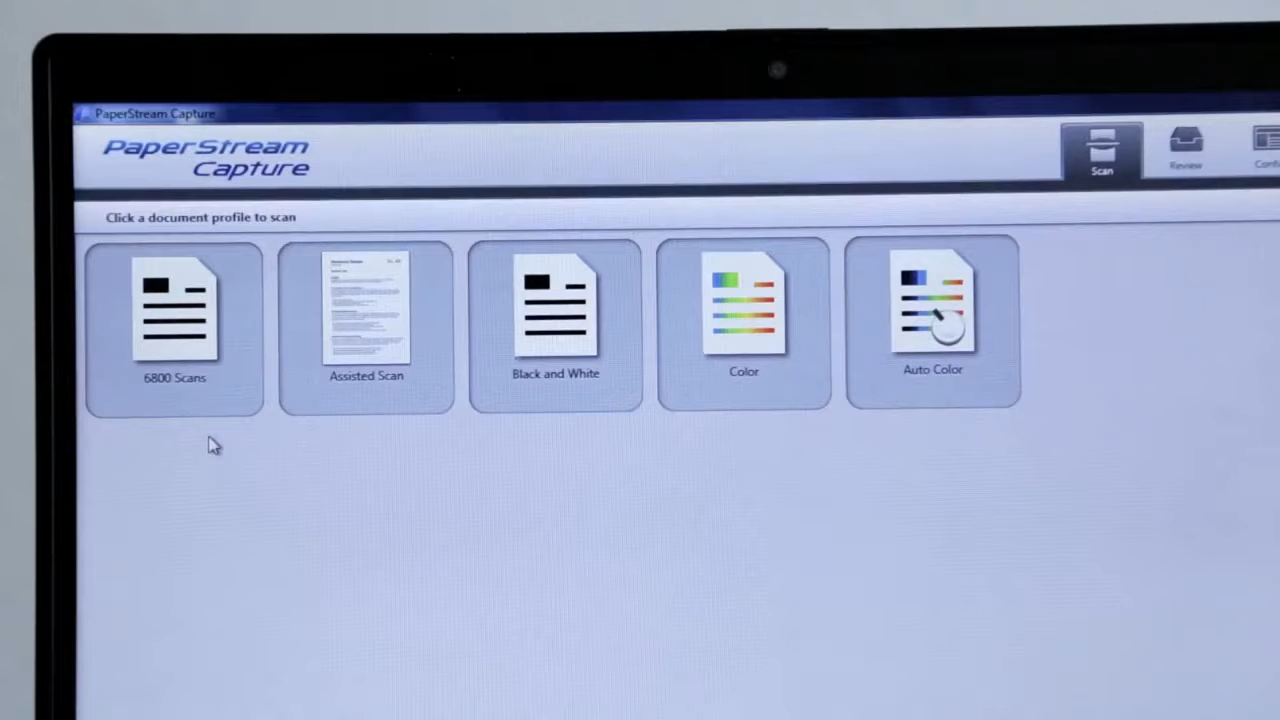 PaperStream Capture
PaperStream
Capture
Scan
Review
Click a document profile to scan
6800 Scans
Assisted Scan
Black and White
Color
Auto Color